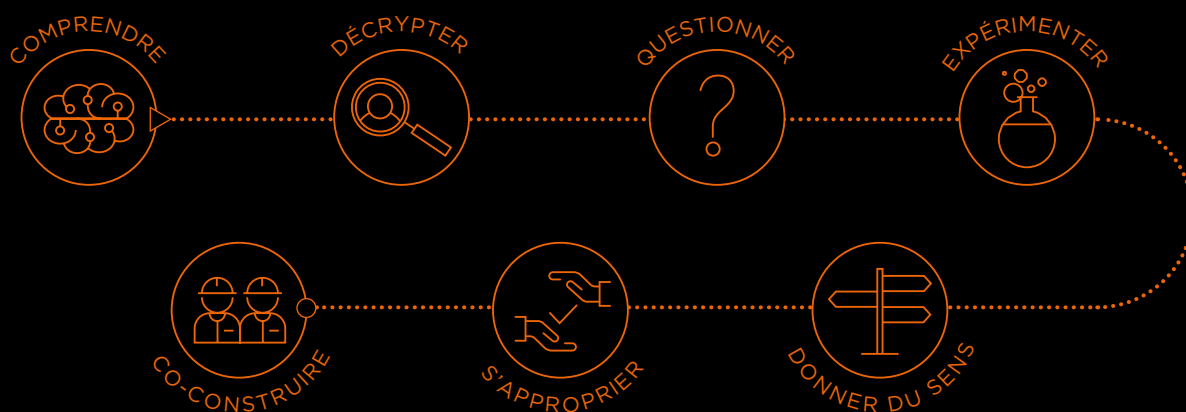 COMPRENDRE
DÉCRYPTER
QUESTIONNER
EXPÉRIMENTER
CO-CONSTRUIRE
S'APPROPRIER
DONNER DU SENS